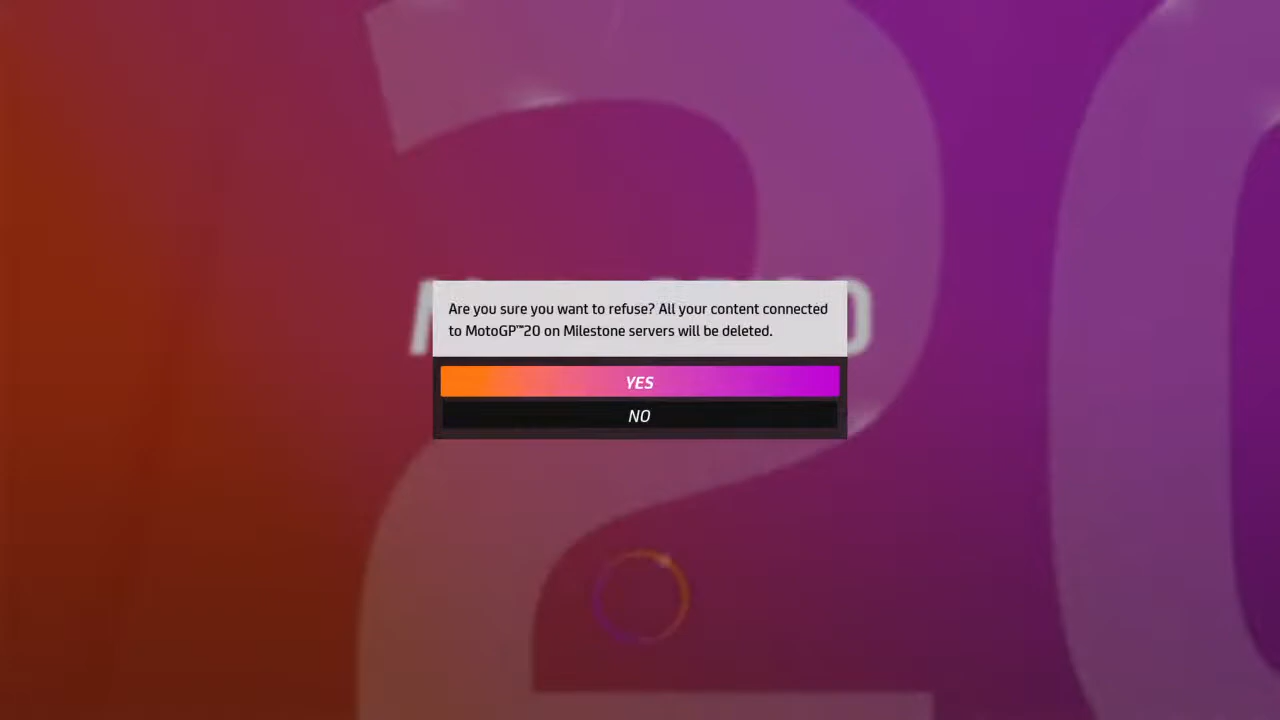 20
Are you sure you want to refuse? All your content connected
to MotoGP™20 on Milestone servers will be deleted.
YES
NO